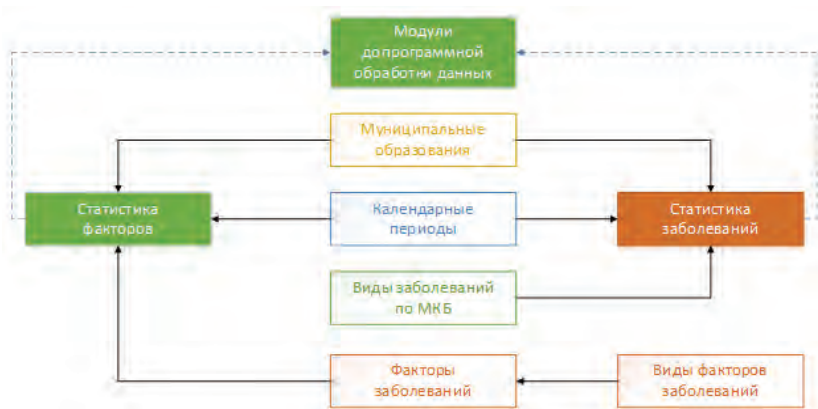 Модули
допрограммной
обработки данных
Муниципальные
образования
Статистика
факторов
Календарные
периоды
Статистика
заболеваний
Виды заболеваний
по МКБ
Факторы
заболеваний
Виды факторов
заболеваний